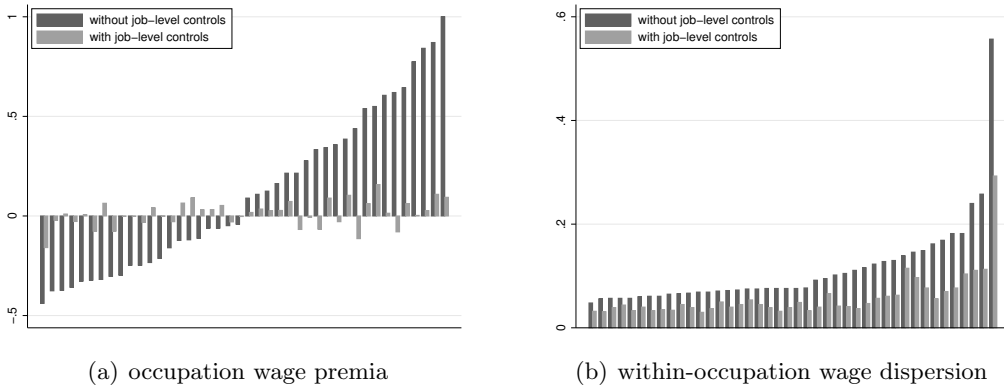 without job−level controls
with job−level controls
1
.5
0
−.5
(a) occupation wage premia
without job−level controls
with job−level controls
.6
.4
.2
0
(b) within-occupation wage dispersion